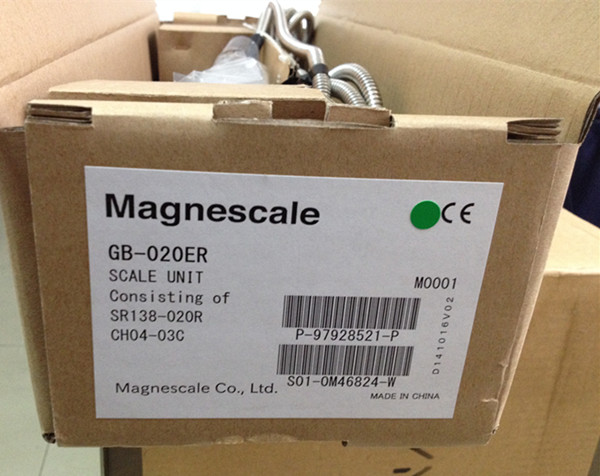 Magnescale
CE
GB-020ER
SCALE UNIT
Consisting of
SR138-020R
CH04-03C
M0001
P-97928521-P
S01-0M46824-W
D141016V02
Magnescale Co., Ltd.
MADE IN CHINA